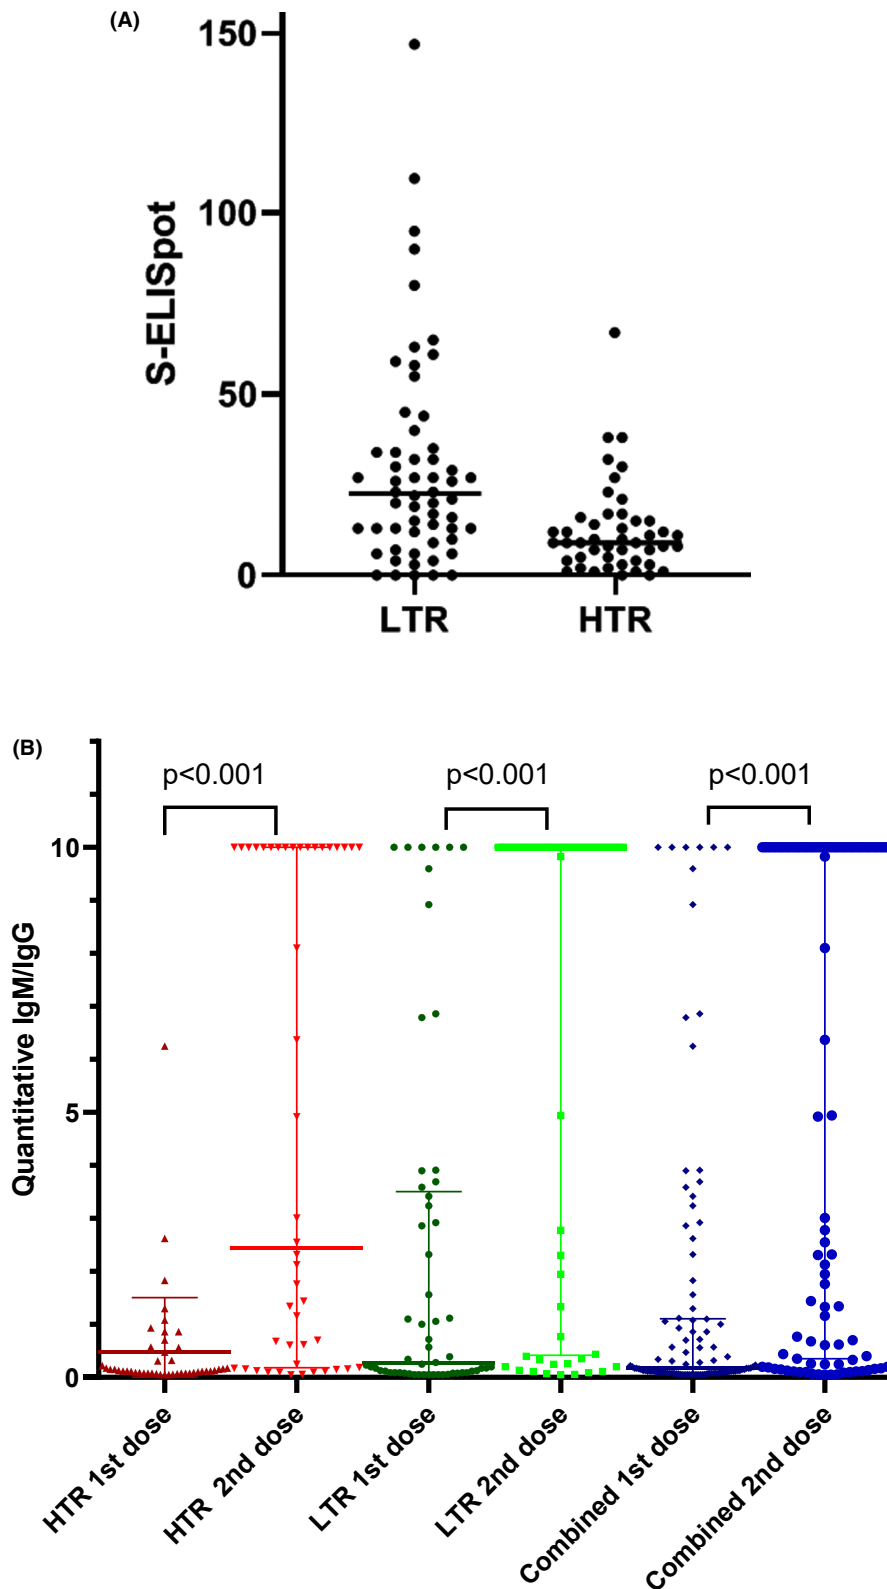 (A)
150
100
50
0
S-ELISpot
LTR HTR
(B)
p<0.001 p<0.001 p<0.001
10
5
0
Quantitative IgM/IgG
HTR 1st dose
HTR 2nd dose
LTR 1st dose
LTR 2nd dose
Combined 1st dose
Combined 2nd dose